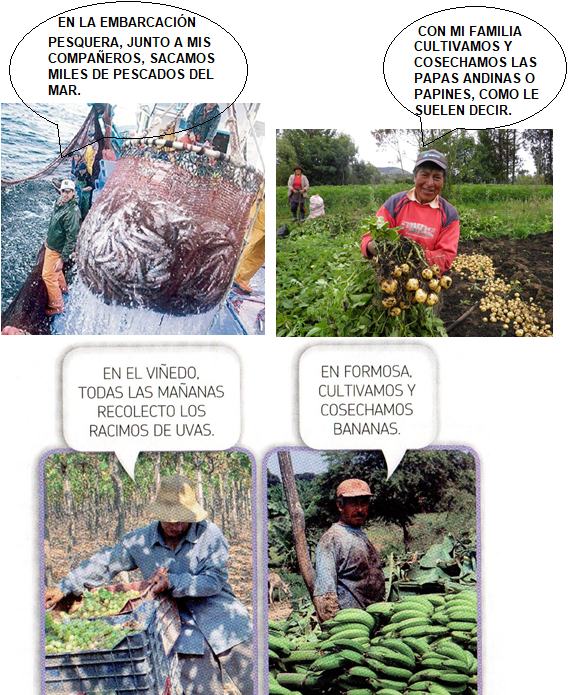 EN LA EMBARCACIÓN
PESQUERA, JUNTO A MIS
COMPAÑEROS, SACAMOS
MILES DE PESCADOS DEL
MAR.
CON MI FAMILIA
CULTIVAMOS Y
COSECHAMOS LAS
PAPAS ANDINAS O
PAPINES, COMO LE
SUELEN DECIR.
EN EL VIÑEDO,
TODAS LAS MAÑANAS
RECOLECTO LOS
RACIMOS DE UVAS.
EN FORMOSA,
CULTIVAMOS Y
COSECHAMOS
BANANAS.